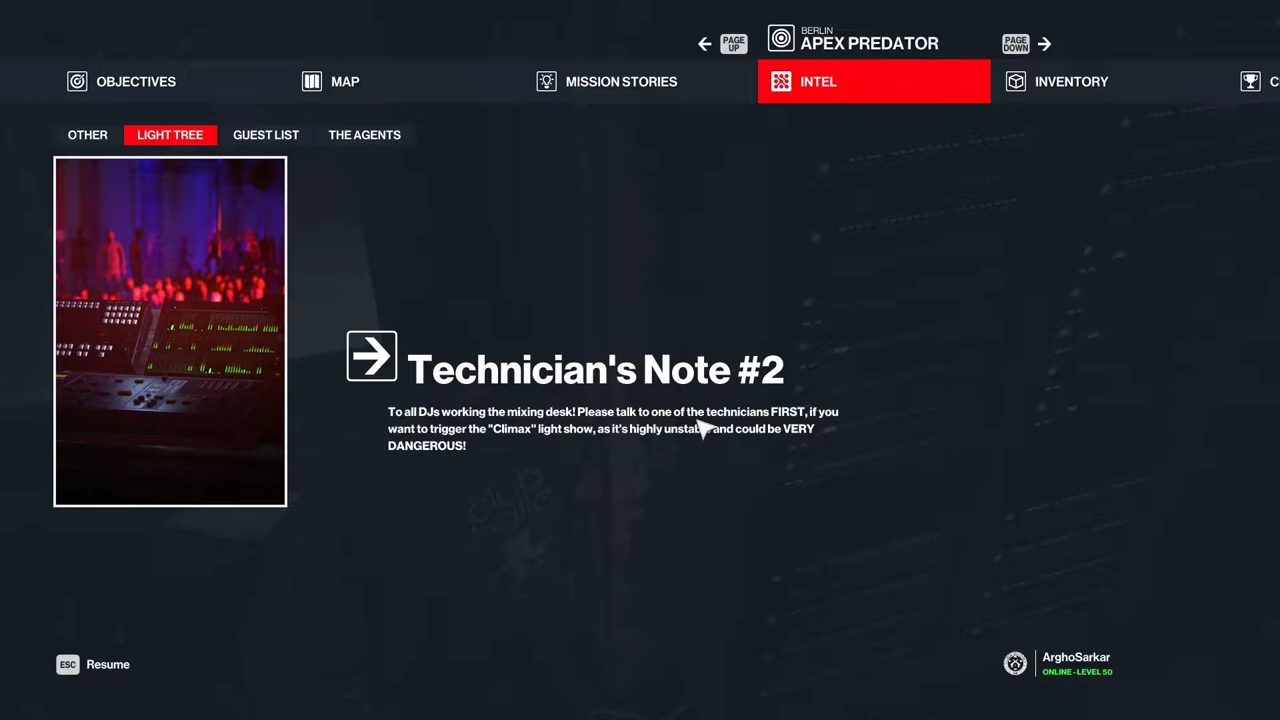 PAGE UP
BERLIN
APEX PREDATOR
PAGE DOWN
OBJECTIVES
MAP
MISSION STORIES
INTEL
INVENTORY
C
OTHER
LIGHT TREE
GUEST LIST
THE AGENTS
Technician's Note #2
To all DJs working the mixing desk! Please talk to one of the technicians FIRST, if you
want to trigger the "Climax" light show, as it's highly unstable and could be VERY
DANGEROUS!
ESC Resume
ArghoSarkar
ONLINE - LEVEL 50